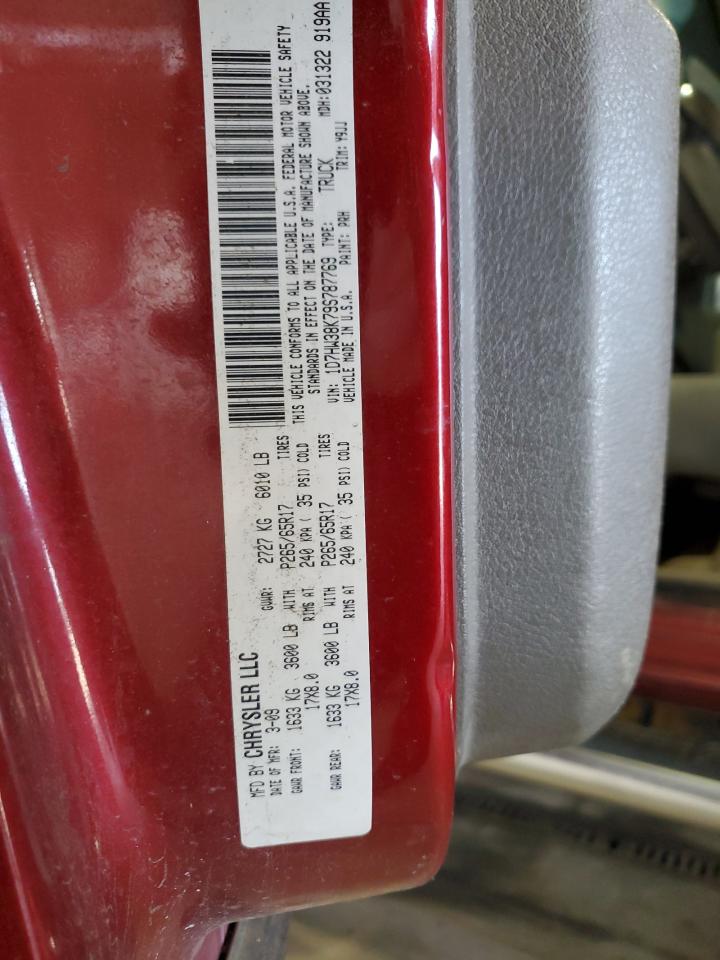 MFD BY CHRYSLER LLC
DATE OF MFR: 3-09 GVWR: 2727 KG 6010 LB
GAWR FRONT: 1633 KG 3600 LB WITH P265/65R17 TIRES
17X8.0 RIMS AT 240 KPA ( 35 PSI) COLD
GAWR REAR: 1633 KG 3600 LB WITH P265/65R17 TIRES
17X8.0 RIMS AT 240 KPA ( 35 PSI) COLD
THIS VEHICLE CONFORMS TO ALL APPLICABLE U.S.A. FEDERAL MOTOR VEHICLE SAFETY
STANDARDS IN EFFECT ON THE DATE OF MANUFACTURE SHOWN ABOVE.
VIN: 1D7HW38K79S787769 TYPE: TRUCK MDH:031322 919AA
VEHICLE MADE IN U.S.A. PAINT: PRH TRIM: Y9JJ